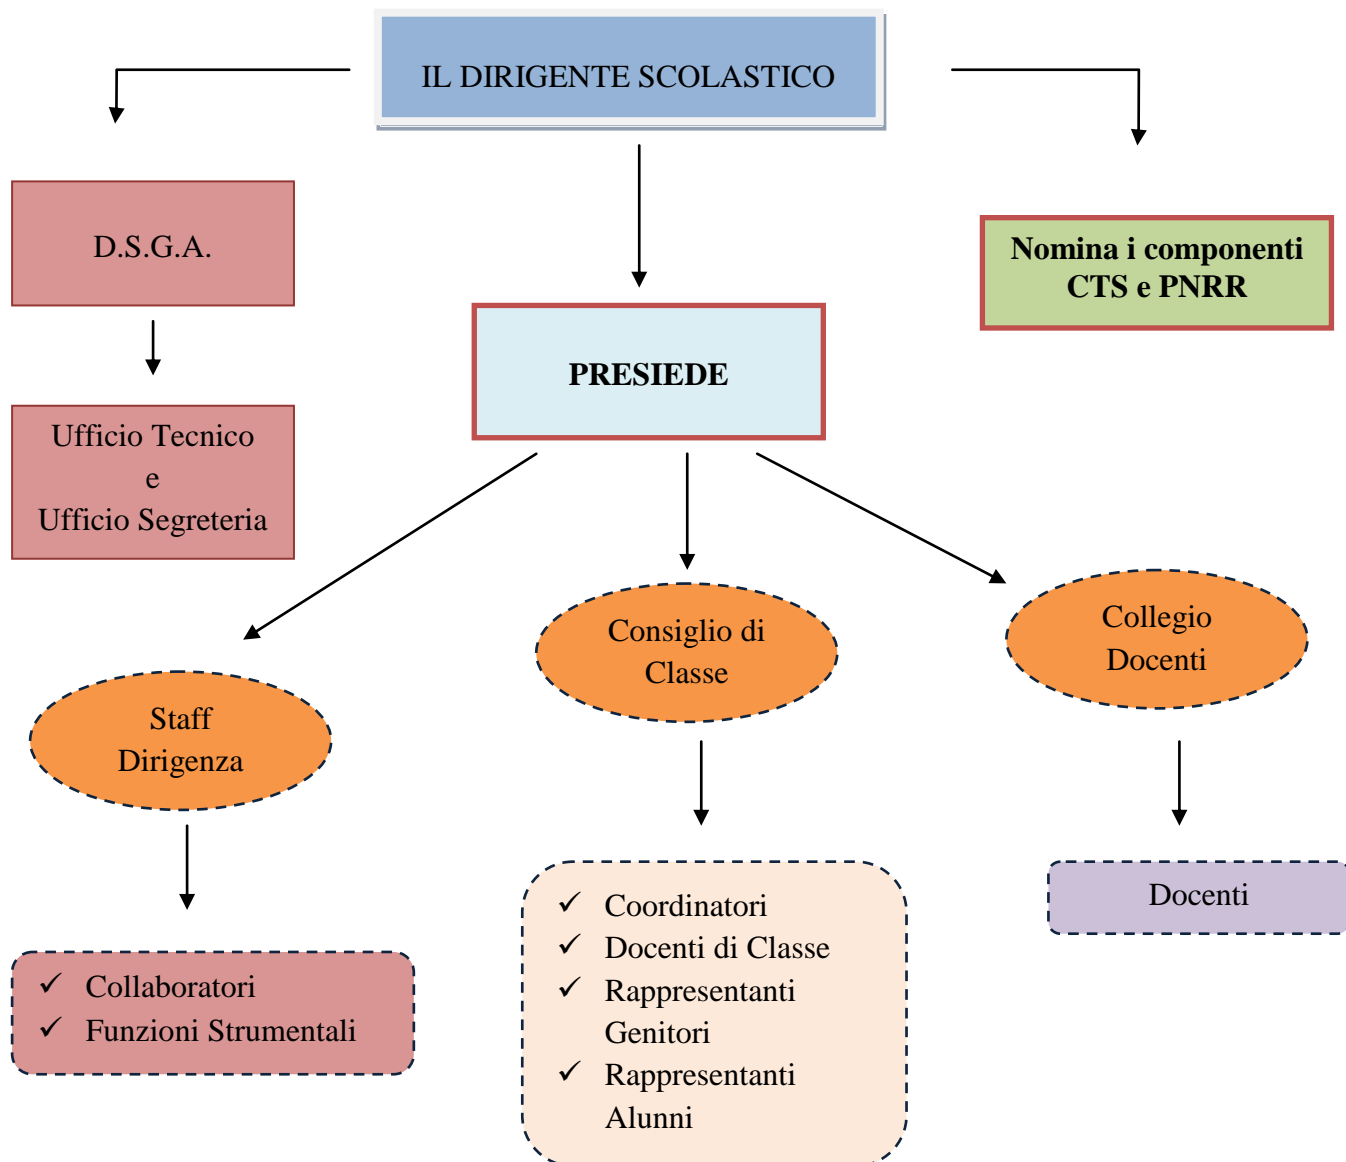 IL DIRIGENTE SCOLASTICO
D.S.G.A.
Nomina i componenti
CTS e PNRR
PRESIEDE
Ufficio Tecnico
e
Ufficio Segreteria
Staff
Dirigenza
Consiglio di
Classe
Collegio
Docenti
✓ Collaboratori
✓ Funzioni Strumentali
✓ Coordinatori
✓ Docenti di Classe
✓ Rappresentanti
Genitori
✓ Rappresentanti
Alunni
Docenti